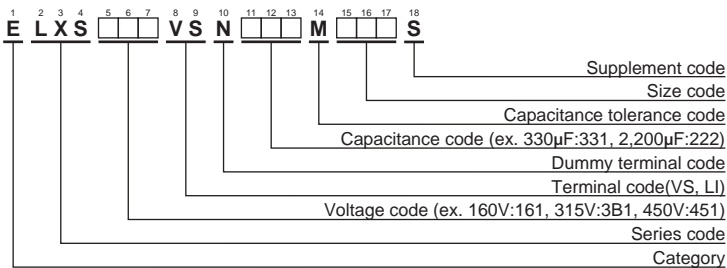 1 2 3 4 5 6 7 8 9 10 11 12 13 14 15 16 17 18
E L X S □□□ V S N □□□ M □□□ S
Supplement code
Size code
Capacitance tolerance code
Capacitance code (ex. 330µF:331, 2,200µF:222)
Dummy terminal code
Terminal code(VS, LI)
Voltage code (ex. 160V:161, 315V:3B1, 450V:451)
Series code
Category